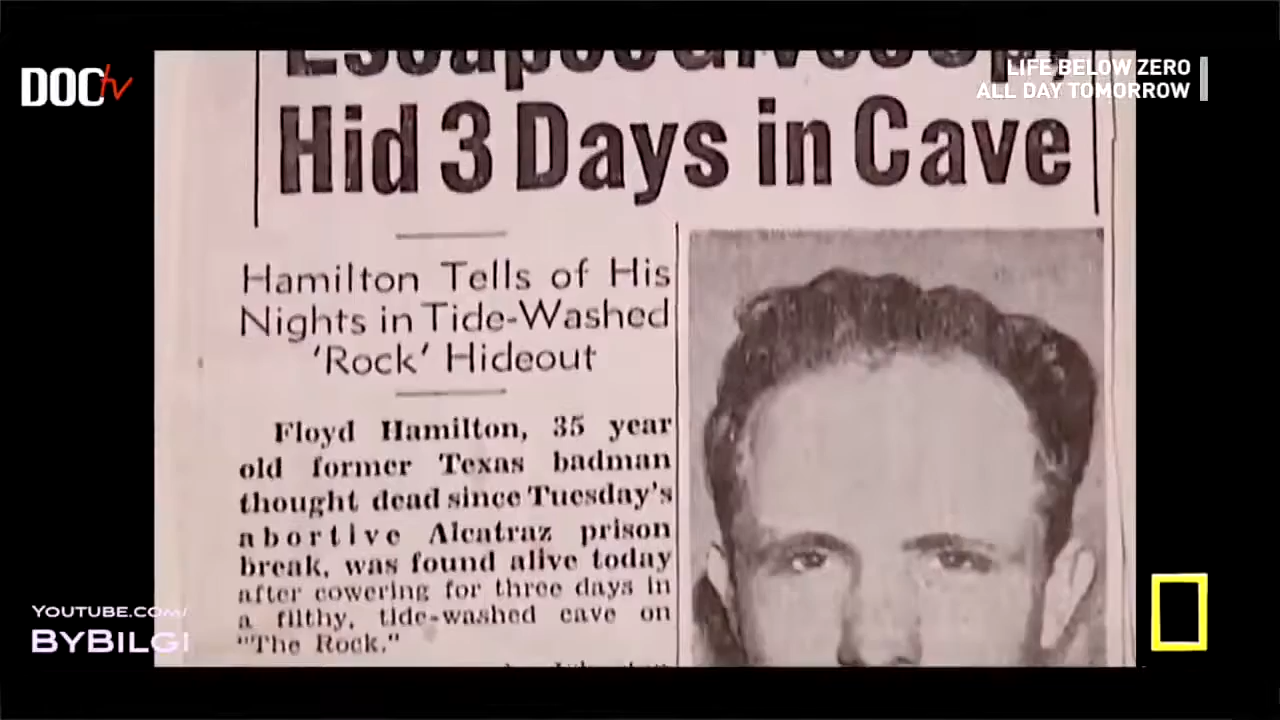 DOCtv
LIFE BELOW ZERO
ALL DAY TOMORROW
Escapee Gives Up,
Hid 3 Days in Cave
Hamilton Tells of His
Nights in Tide-Washed
'Rock' Hideout
Floyd Hamilton, 35 year
old former Texas badman
thought dead since Tuesday's
abortive Alcatraz prison
break, was found alive today
after cowering for three days in
a filthy, tide-washed cave on
"The Rock."
YOUTUBE.COM/
BYBILGI